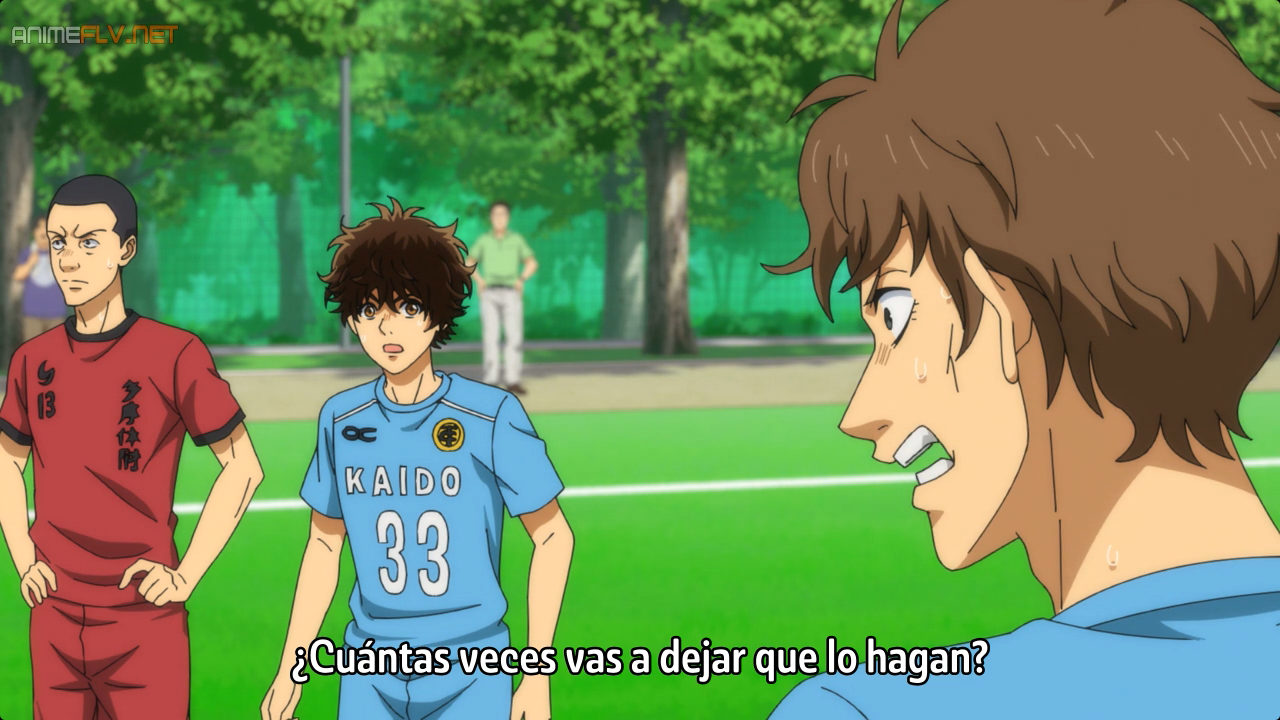 ANIMEFLV.NET
13
多摩体附
KAIDO
33
¿Cuántas veces vas a dejar que lo hagan?